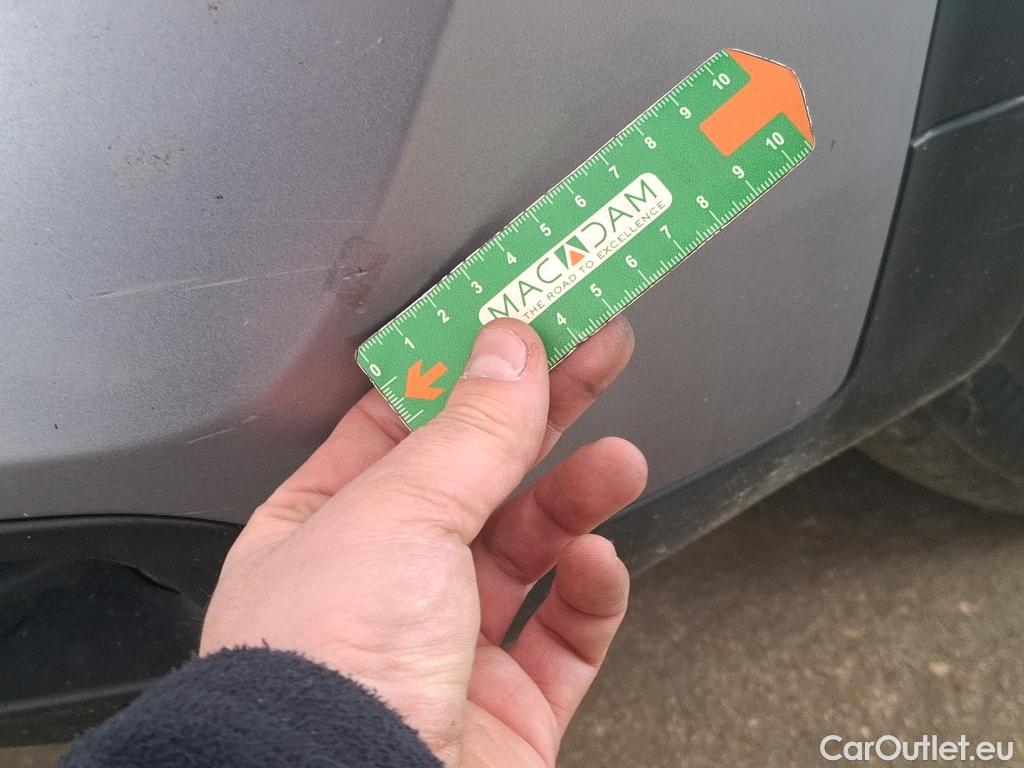 0 1 2 3 4 5 6 7 8 9 10
MACADAM
THE ROAD TO EXCELLENCE
4 5 6 7 8 9 10
CarOutlet.eu